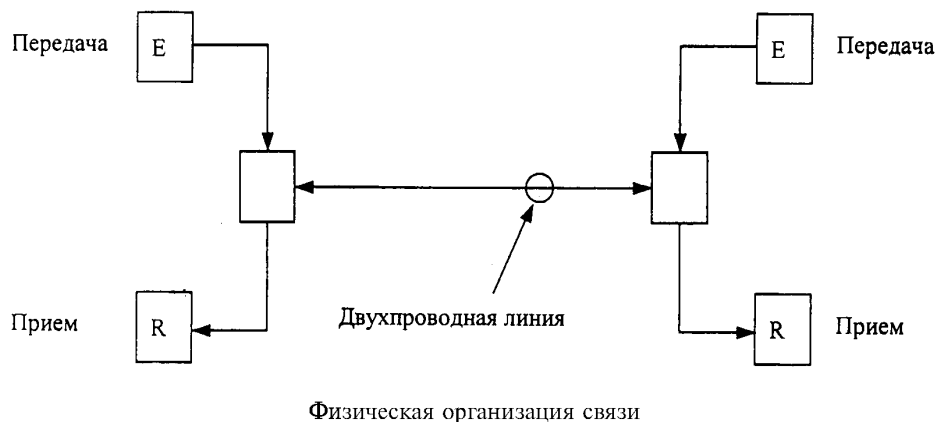 Передача E E Передача
Двухпроводная линия
Прием R R Прием
Физическая организация связи